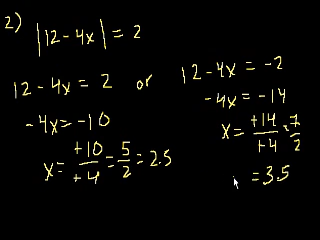 2) |12 - 4x| = 2
12 - 4x = 2 or
-4x = -10
x = +10/+4 = 5/2 = 2.5
12 - 4x = -2
-4x = -14
x = +14/+4 = 7/2
= 3.5